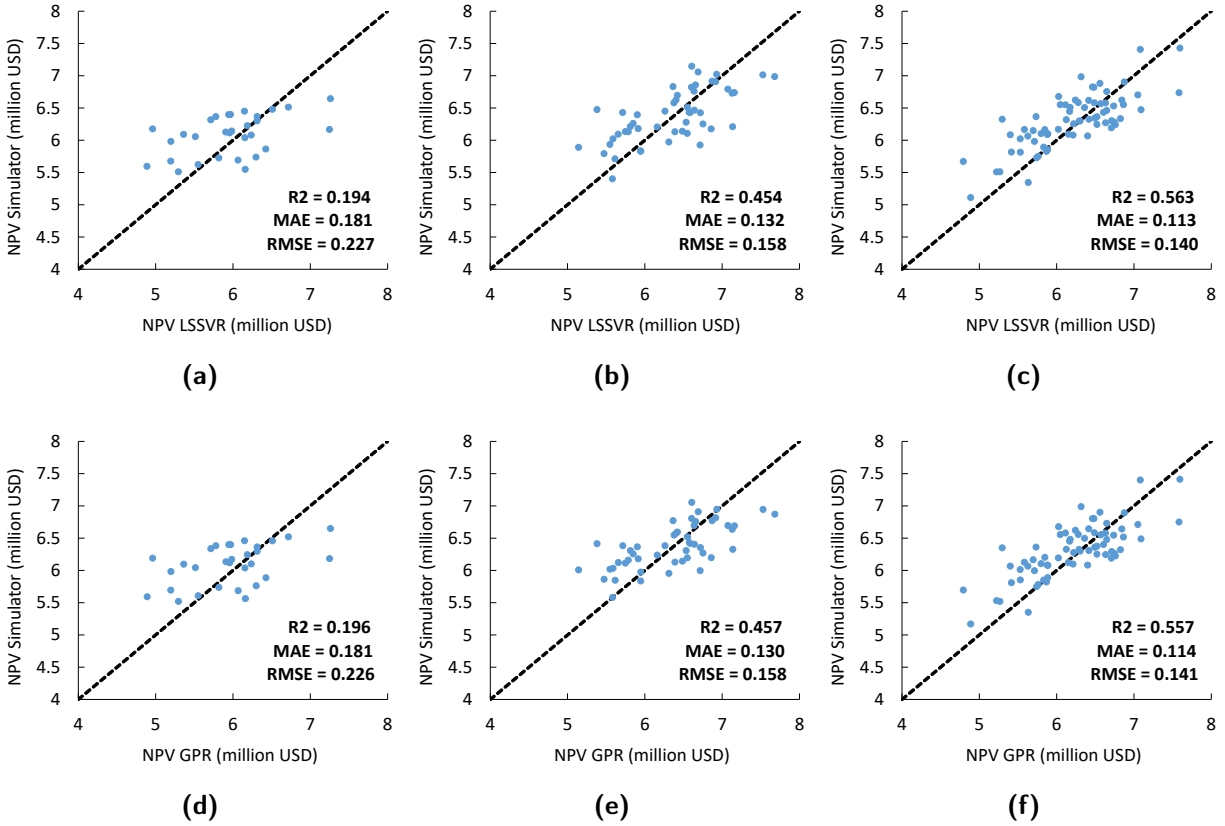 8
7.5
7
6.5
6
5.5
5
4.5
4
NPV Simulator (million USD)
R2 = 0.194
MAE = 0.181
RMSE = 0.227
4 5 6 7 8
NPV LSSVR (million USD)
(a)
8
7.5
7
6.5
6
5.5
5
4.5
4
NPV Simulator (million USD)
R2 = 0.454
MAE = 0.132
RMSE = 0.158
4 5 6 7 8
NPV LSSVR (million USD)
(b)
8
7.5
7
6.5
6
5.5
5
4.5
4
NPV Simulator (million USD)
R2 = 0.563
MAE = 0.113
RMSE = 0.140
4 5 6 7 8
NPV LSSVR (million USD)
(c)
8
7.5
7
6.5
6
5.5
5
4.5
4
NPV Simulator (million USD)
R2 = 0.196
MAE = 0.181
RMSE = 0.226
4 5 6 7 8
NPV GPR (million USD)
(d)
8
7.5
7
6.5
6
5.5
5
4.5
4
NPV Simulator (million USD)
R2 = 0.457
MAE = 0.130
RMSE = 0.158
4 5 6 7 8
NPV GPR (million USD)
(e)
8
7.5
7
6.5
6
5.5
5
4.5
4
NPV Simulator (million USD)
R2 = 0.557
MAE = 0.114
RMSE = 0.141
4 5 6 7 8
NPV GPR (million USD)
(f)